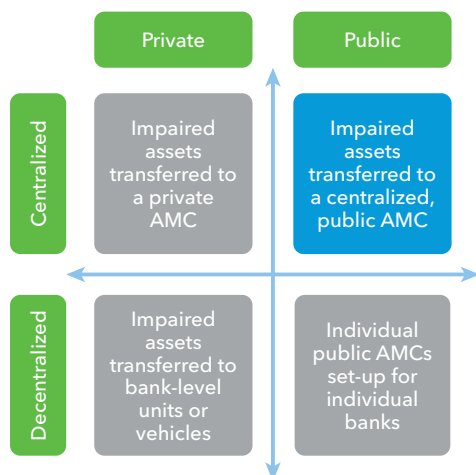 Private
Public
Centralized
Impaired
assets
transferred to
a private
AMC
Impaired
assets
transferred to
a centralized,
public AMC
Decentralized
Impaired
assets
transferred to
bank-level
units or
vehicles
Individual
public AMCs
set-up for
individual
banks